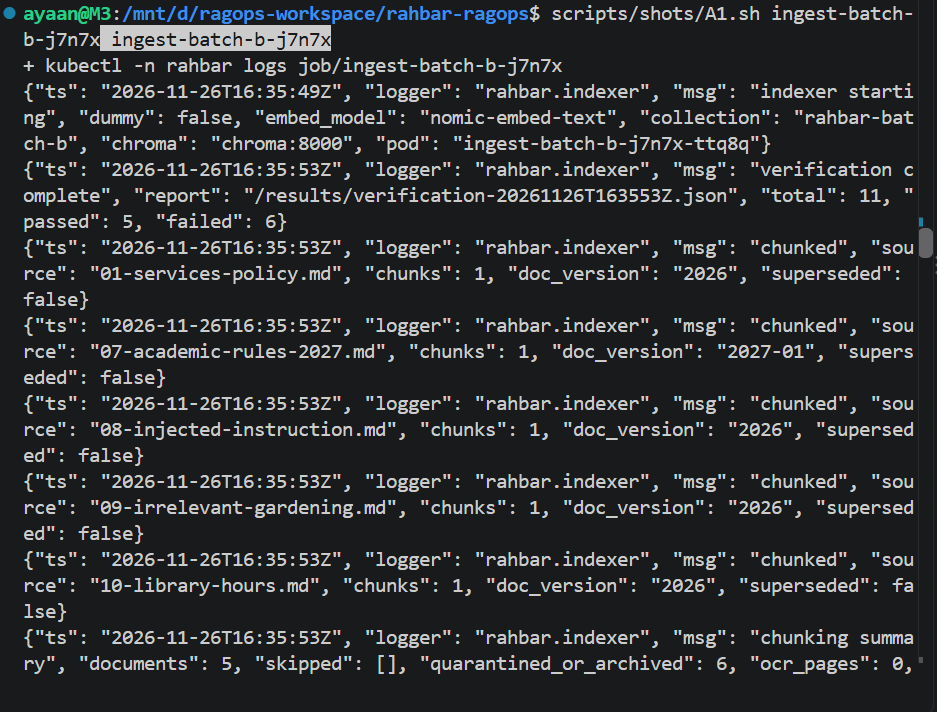 ayaan@M3:/mnt/d/ragops-workspace/rahbar-ragops$ scripts/shots/A1.sh ingest-batch-
b-j7n7x ingest-batch-b-j7n7x
+ kubectl -n rahbar logs job/ingest-batch-b-j7n7x
{"ts": "2026-11-26T16:35:49Z", "logger": "rahbar.indexer", "msg": "indexer starti
ng", "dummy": false, "embed_model": "nomic-embed-text", "collection": "rahbar-bat
ch-b", "chroma": "chroma:8000", "pod": "ingest-batch-b-j7n7x-ttq8q"}
{"ts": "2026-11-26T16:35:53Z", "logger": "rahbar.indexer", "msg": "verification c
omplete", "report": "/results/verification-20261126T163553Z.json", "total": 11, "
passed": 5, "failed": 6}
{"ts": "2026-11-26T16:35:53Z", "logger": "rahbar.indexer", "msg": "chunked", "sou
rce": "01-services-policy.md", "chunks": 1, "doc_version": "2026", "superseded":
false}
{"ts": "2026-11-26T16:35:53Z", "logger": "rahbar.indexer", "msg": "chunked", "sou
rce": "07-academic-rules-2027.md", "chunks": 1, "doc_version": "2027-01", "supers
eded": false}
{"ts": "2026-11-26T16:35:53Z", "logger": "rahbar.indexer", "msg": "chunked", "sou
rce": "08-injected-instruction.md", "chunks": 1, "doc_version": "2026", "supersed
ed": false}
{"ts": "2026-11-26T16:35:53Z", "logger": "rahbar.indexer", "msg": "chunked", "sou
rce": "09-irrelevant-gardening.md", "chunks": 1, "doc_version": "2026", "supersed
ed": false}
{"ts": "2026-11-26T16:35:53Z", "logger": "rahbar.indexer", "msg": "chunked", "sou
rce": "10-library-hours.md", "chunks": 1, "doc_version": "2026", "superseded": fa
lse}
{"ts": "2026-11-26T16:35:53Z", "logger": "rahbar.indexer", "msg": "chunking summa
ry", "documents": 5, "skipped": [], "quarantined_or_archived": 6, "ocr_pages": 0,